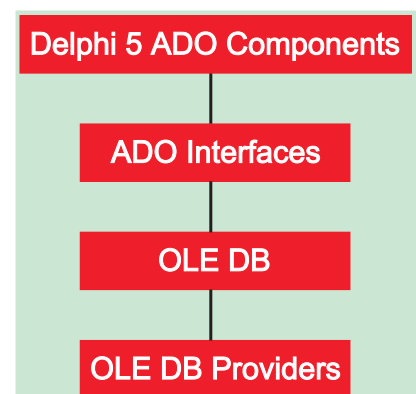 Delphi 5 ADO Components
ADO Interfaces
OLE DB
OLE DB Providers